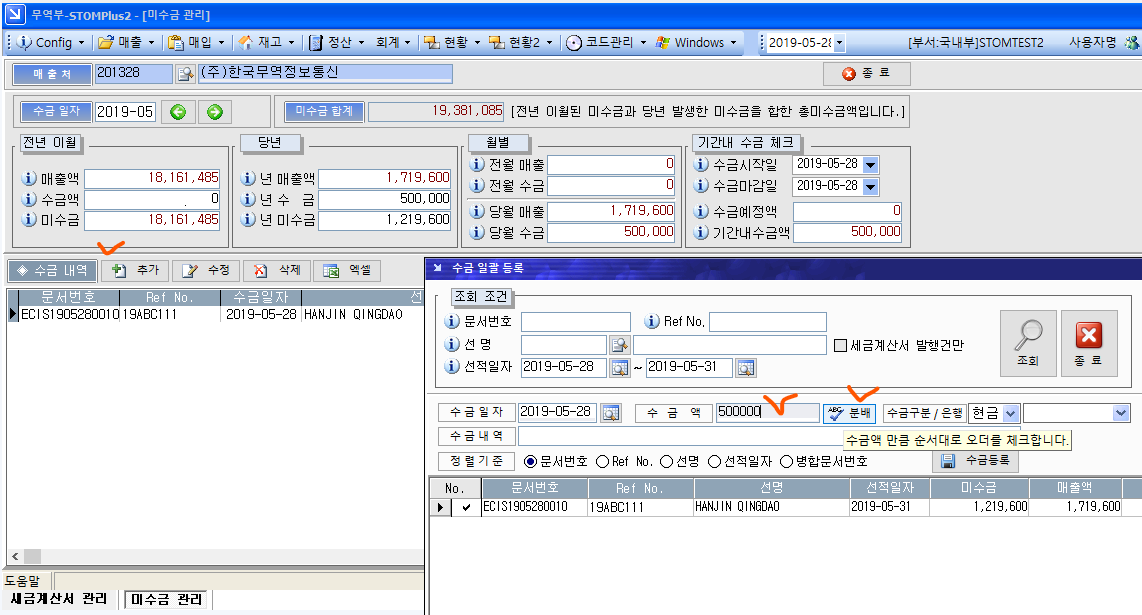 무역부-STOMPlus2 - [미수금 관리]
Config 매출 매입 재고 정산 회계 현황 현황2 코드관리 Windows 2019-05-28 [부서:국내부]STOMTEST2 사용자명
매 출 처 201328 (주)한국무역정보통신 종 료
수금 일자 2019-05 미수금 합계 19,381,085 [전년 이월된 미수금과 당년 발생한 미수금을 합한 총미수금액입니다.]
전년 이월 당년 월별 기간내 수금 체크
매출액 18,161,485 년 매출액 1,719,600 전월 매출 0 수금시작일 2019-05-28
수금액 0 년 수 금 500,000 전월 수금 0 수금마감일 2019-05-28
미수금 18,161,485 년 미수금 1,219,600 당월 매출 1,719,600 수금예정액 0
당월 수금 500,000 기간내수금액 500,000
◈ 수금 내역 추가 수정 삭제 엑셀
문서번호 Ref No. 수금일자 선
ECIS1905280010 19ABC111 2019-05-28 HANJIN QINGDAO
수금 일괄 등록
조회 조건
문서번호 Ref No.
선 명 세금계산서 발행건만
선적일자 2019-05-28 ~ 2019-05-31
조회 종 료
수금일자 2019-05-28 수 금 액 500000 ABC 분배 수금구분/은행 현금
수금내역
수금액 만큼 순서대로 오더를 체크합니다.
정렬기준 문서번호 Ref No. 선명 선적일자 병합문서번호 수금등록
No. 문서번호 Ref No. 선명 선적일자 미수금 매출액
ECIS1905280010 19ABC111 HANJIN QINGDAO 2019-05-31 1,219,600 1,719,600
도움말
세금계산서 관리 미수금 관리